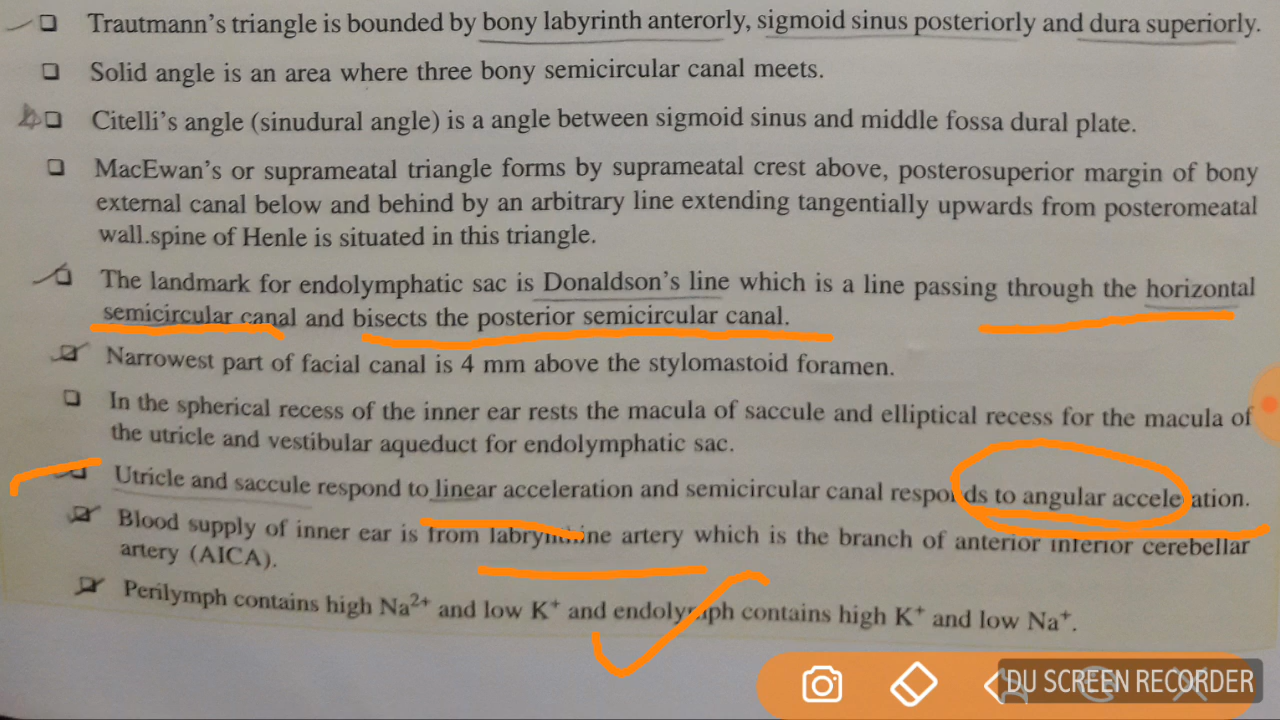 Trautmann's triangle is bounded by bony labyrinth anterorly, sigmoid sinus posteriorly and dura superiorly.
Solid angle is an area where three bony semicircular canal meets.
Citelli's angle (sinudural angle) is a angle between sigmoid sinus and middle fossa dural plate.
MacEwan's or suprameatal triangle forms by suprameatal crest above, posterosuperior margin of bony
external canal below and behind by an arbitrary line extending tangentially upwards from posteromeatal
wall.spine of Henle is situated in this triangle.
The landmark for endolymphatic sac is Donaldson's line which is a line passing through the horizontal
semicircular canal and bisects the posterior semicircular canal.
Narrowest part of facial canal is 4 mm above the stylomastoid foramen.
In the spherical recess of the inner ear rests the macula of saccule and elliptical recess for the macula of
the utricle and vestibular aqueduct for endolymphatic sac.
Utricle and saccule respond to linear acceleration and semicircular canal responds to angular acceleration.
Blood supply of inner ear is from labrynthine artery which is the branch of anterior inferior cerebellar
artery (AICA).
Perilymph contains high Na²⁺ and low K⁺ and endolymph contains high K⁺ and low Na⁺.
DU SCREEN RECORDER